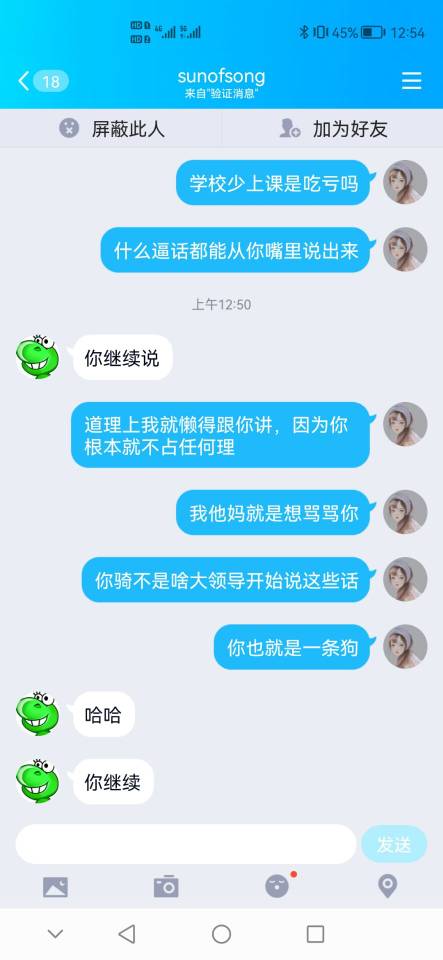 HD 1 4G 5G 45% 12:54
HD 2
18
sunofsong
来自"验证消息"
屏蔽此人 加为好友
学校少上课是吃亏吗
什么逼话都能从你嘴里说出来
上午12:50
你继续说
道理上我就懒得跟你讲，因为你
根本就不占任何理
我他妈就是想骂骂你
你骑不是啥大领导开始说这些话
你也就是一条狗
哈哈
你继续
发送